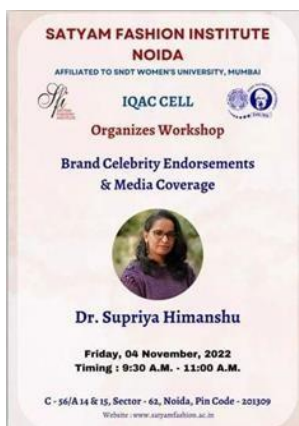 SATYAM FASHION INSTITUTE
NOIDA
AFFILIATED TO SNDT WOMEN'S UNIVERSITY, MUMBAI
IQAC CELL
Organizes Workshop
Brand Celebrity Endorsements
& Media Coverage
Dr. Supriya Himanshu
Friday, 04 November, 2022
Timing : 9:30 A.M. - 11:00 A.M.
C - 56/A 14 & 15, Sector - 62, Noida, Pin Code - 201309
Website : www.satyamfashion.ac.in